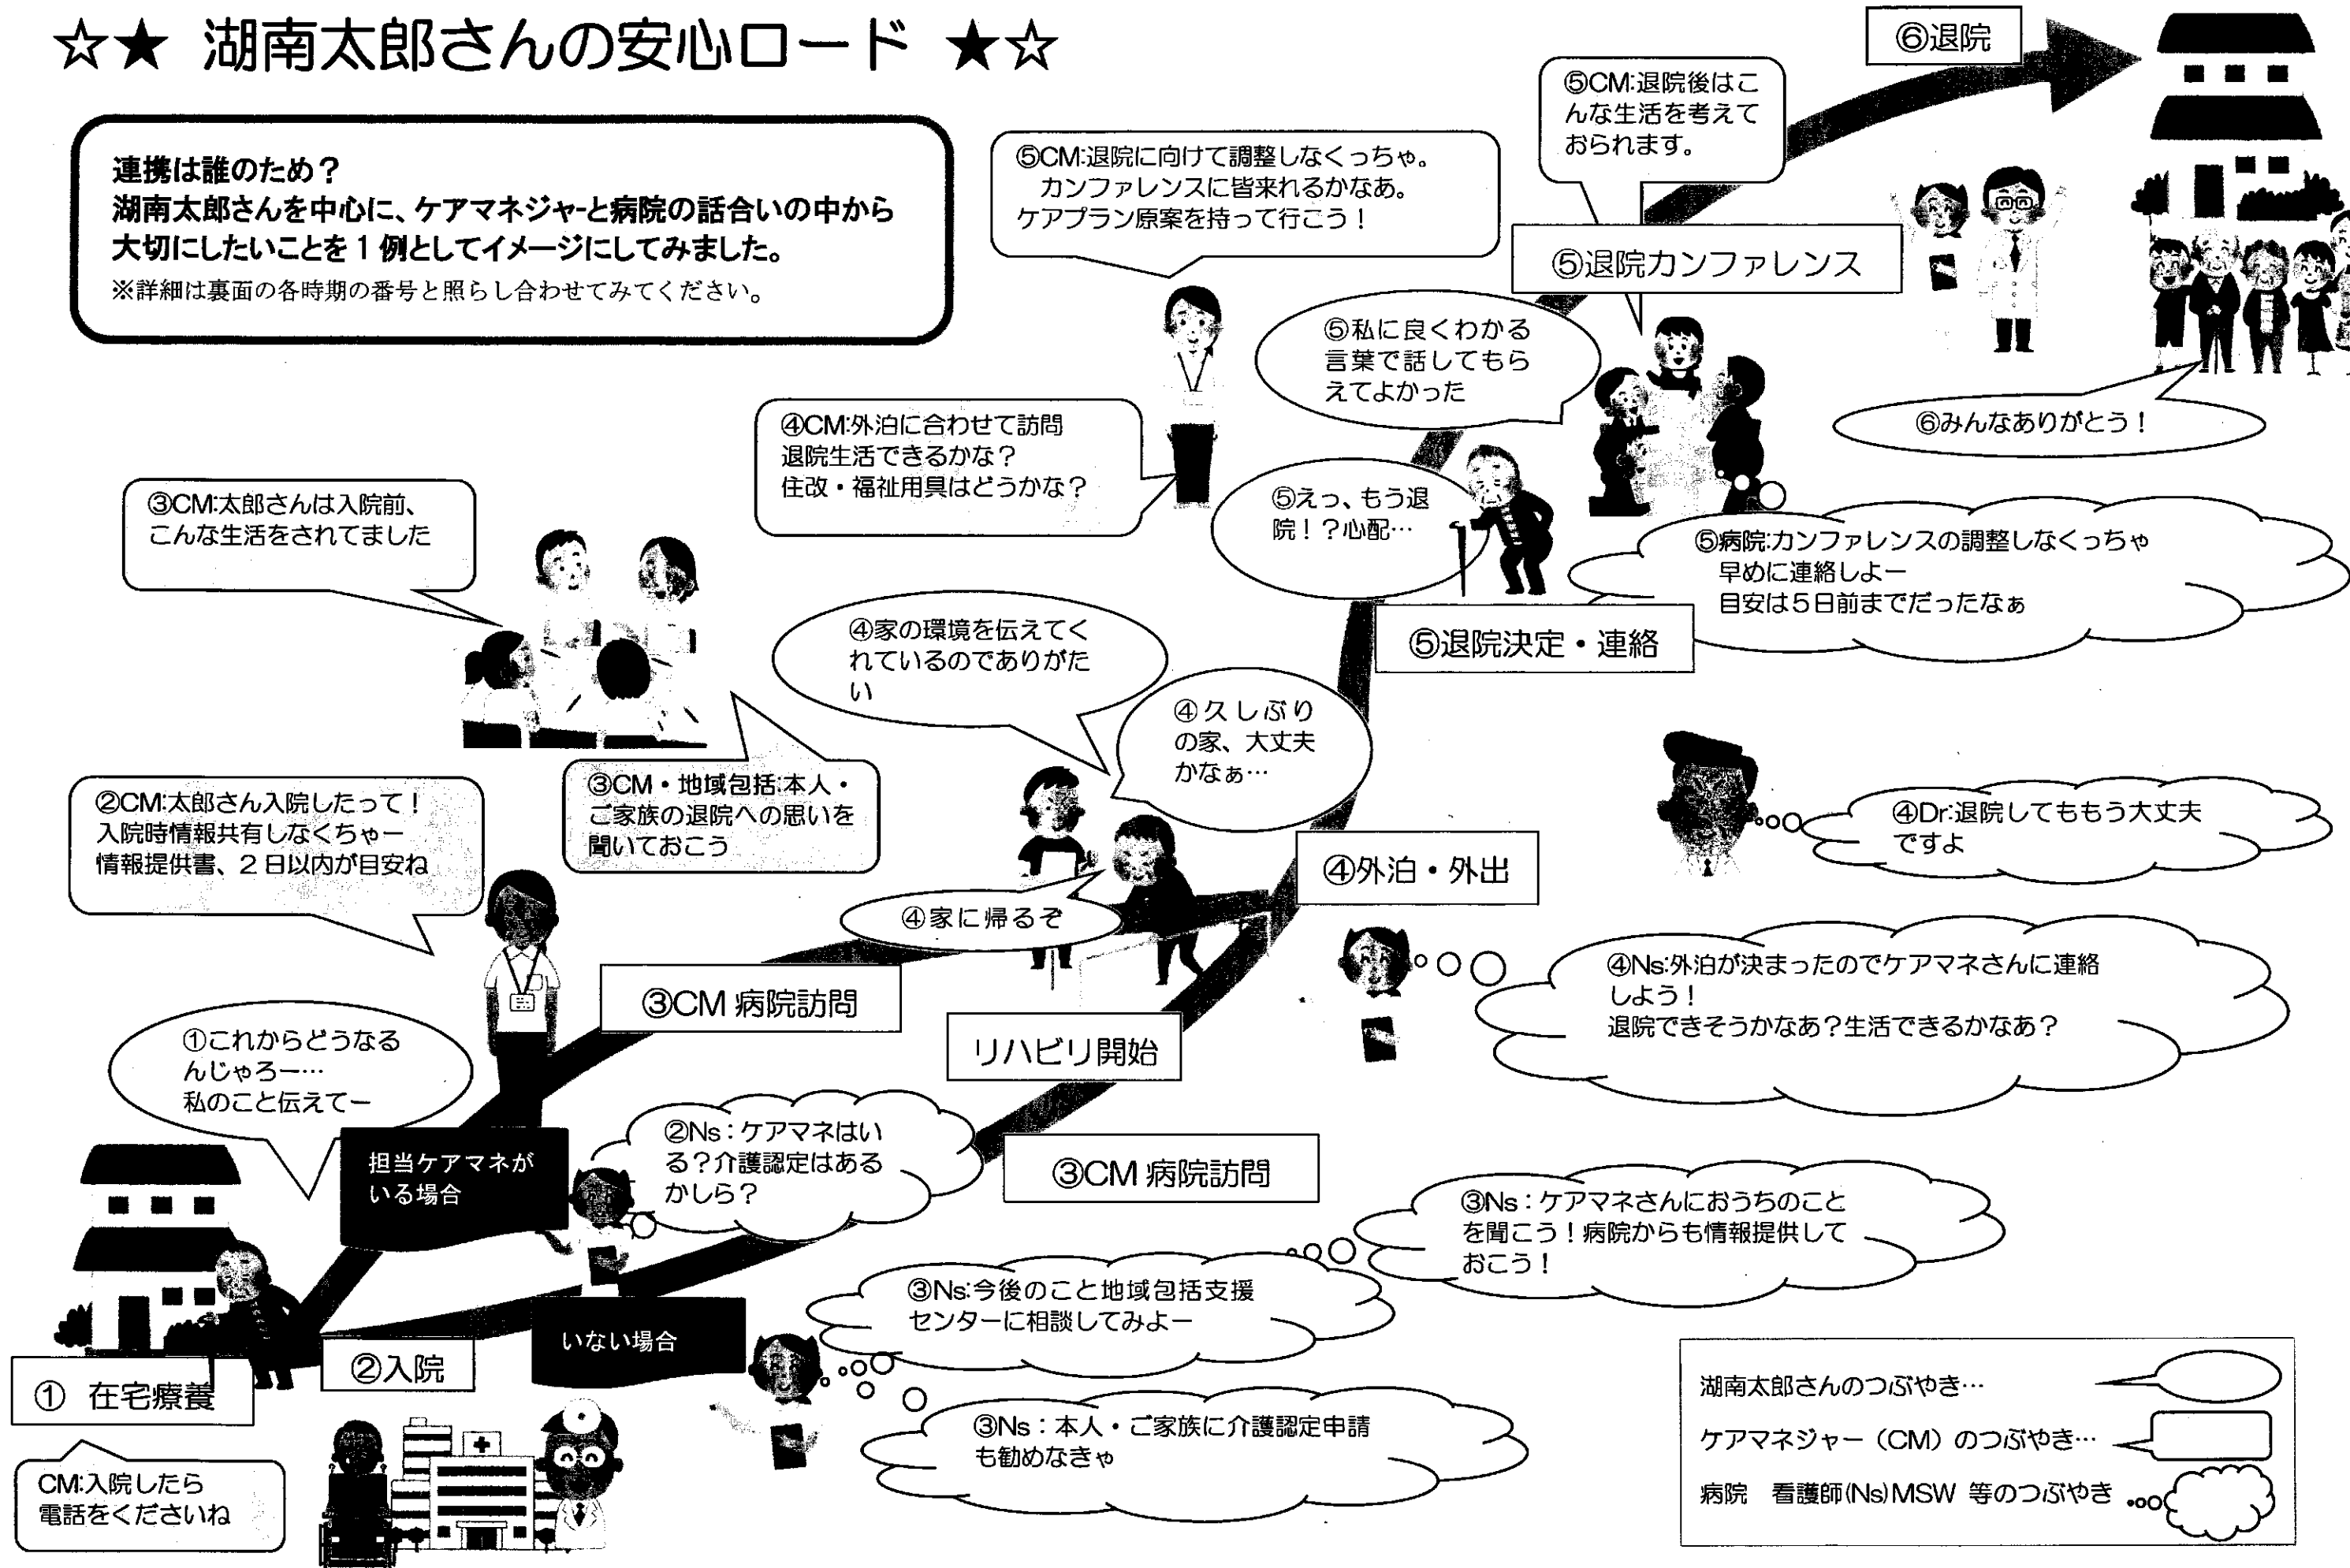 ☆★ 湖南太郎さんの安心ロード ★☆
連携は誰のため？
湖南太郎さんを中心に、ケアマネジャーと病院の話合いの中から
大切にしたいことを１例としてイメージにしてみました。
※詳細は裏面の各時期の番号と照らし合わせてみてください。
⑥退院
⑤CM:退院後はこ
んな生活を考えて
おられます。
⑤CM:退院に向けて調整しなくっちゃ。
カンファレンスに皆来れるかなあ。
ケアプラン原案を持って行こう！
⑤退院カンファレンス
⑤私に良くわかる
言葉で話してもら
えてよかった
⑥みんなありがとう！
④CM:外泊に合わせて訪問
退院生活できるかな？
住改・福祉用具はどうかな？
⑤えっ、もう退
院！？心配…
③CM:太郎さんは入院前、
こんな生活をされてました
⑤病院:カンファレンスの調整しなくっちゃ
早めに連絡しよー
目安は５日前までだったなぁ
⑤退院決定・連絡
④家の環境を伝えてく
れているのでありがた
い
④久しぶり
の家、大丈夫
かなぁ…
③CM・地域包括:本人・
ご家族の退院への思いを
聞いておこう
②CM:太郎さん入院したって！
入院時情報共有しなくちゃー
情報提供書、２日以内が目安ね
④Dr:退院してももう大丈夫
ですよ
④外泊・外出
④家に帰るぞ
③CM 病院訪問
④Ns:外泊が決まったのでケアマネさんに連絡
しよう！
退院できそうかなあ？生活できるかなあ？
リハビリ開始
①これからどうなる
んじゃろー…
私のこと伝えてー
担当ケアマネが
いる場合
②Ns：ケアマネはい
る？介護認定はある
かしら？
③CM 病院訪問
③Ns：ケアマネさんにおうちのこと
を聞こう！病院からも情報提供して
おこう！
③Ns:今後のこと地域包括支援
センターに相談してみよー
いない場合
②入院
① 在宅療養
③Ns：本人・ご家族に介護認定申請
も勧めなきゃ
CM:入院したら
電話をくださいね
湖南太郎さんのつぶやき…
ケアマネジャー（CM）のつぶやき…
病院　看護師(Ns)MSW 等のつぶやき